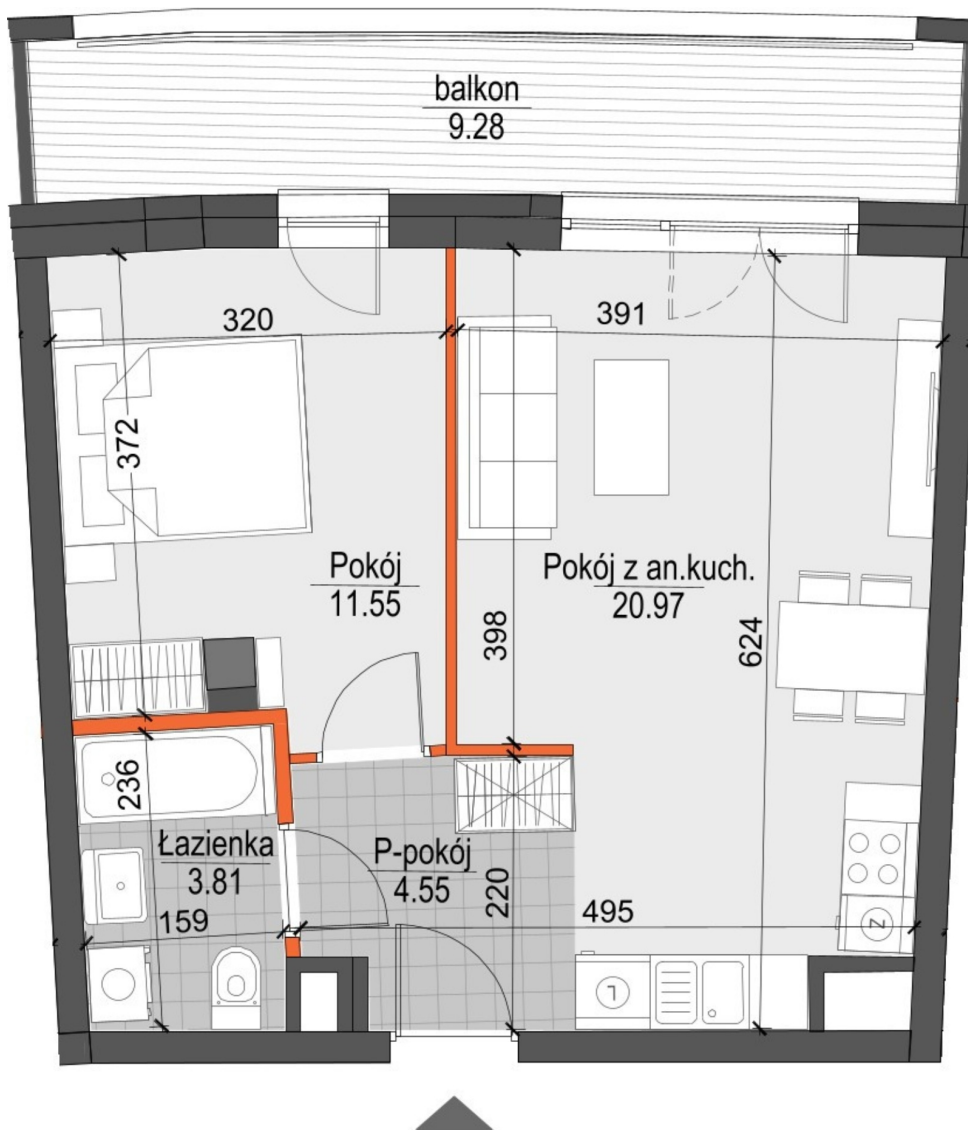 balkon
9.28
320
391
372
Pokój
11.55
Pokój z an.kuch.
20.97
398
624
236
Łazienka
3.81
P-pokój
4.55
220
159
495
L
Z